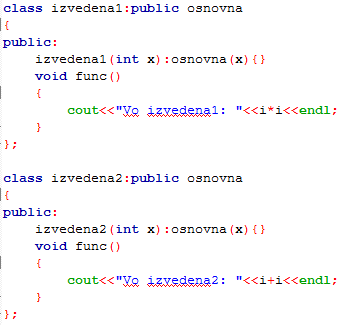 class izvedena1:public osnovna
{
public:
    izvedena1(int x):osnovna(x){}
    void func()
    {
        cout<<"Vo izvedena1: "<<i*i<<endl;
    }
};

class izvedena2:public osnovna
{
public:
    izvedena2(int x):osnovna(x){}
    void func()
    {
        cout<<"Vo izvedena2: "<<i+i<<endl;
    }
};